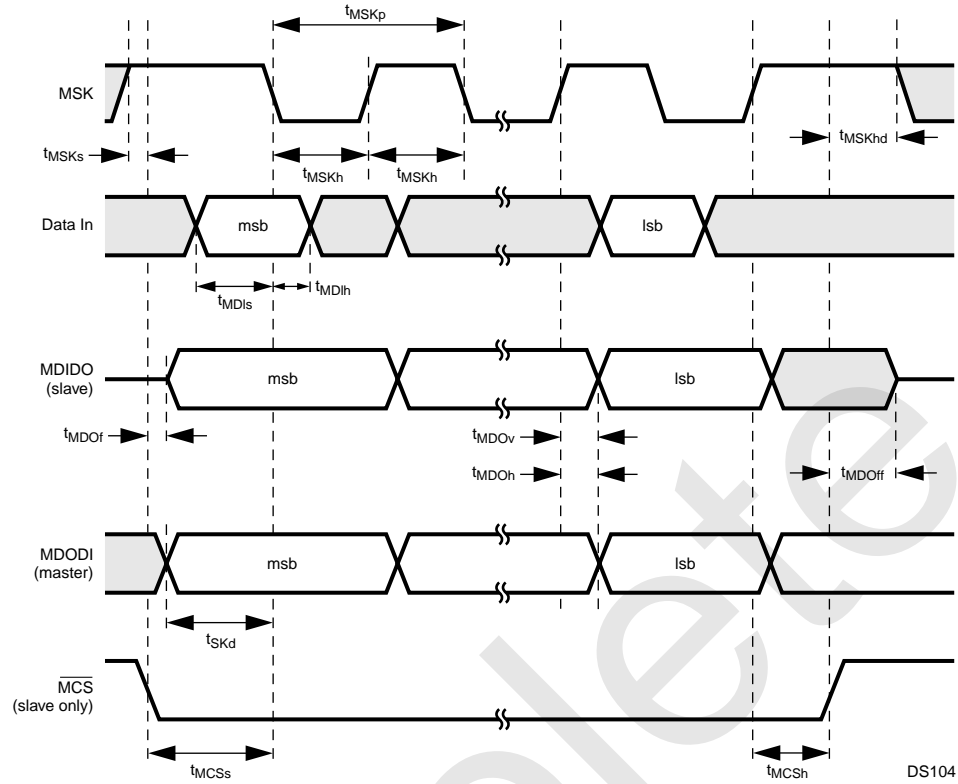 tMSKp
MSK
tMSKs
tMSKh
tMSKh
tMSKhd
Data In
msb
lsb
tMDIs
tMDIh
MDIDO
(slave)
msb
lsb
tMDOf
tMDOv
tMDOh
tMDOff
MDODI
(master)
msb
lsb
tSKd
MCS
(slave only)
tMCSs
tMCSh
DS104